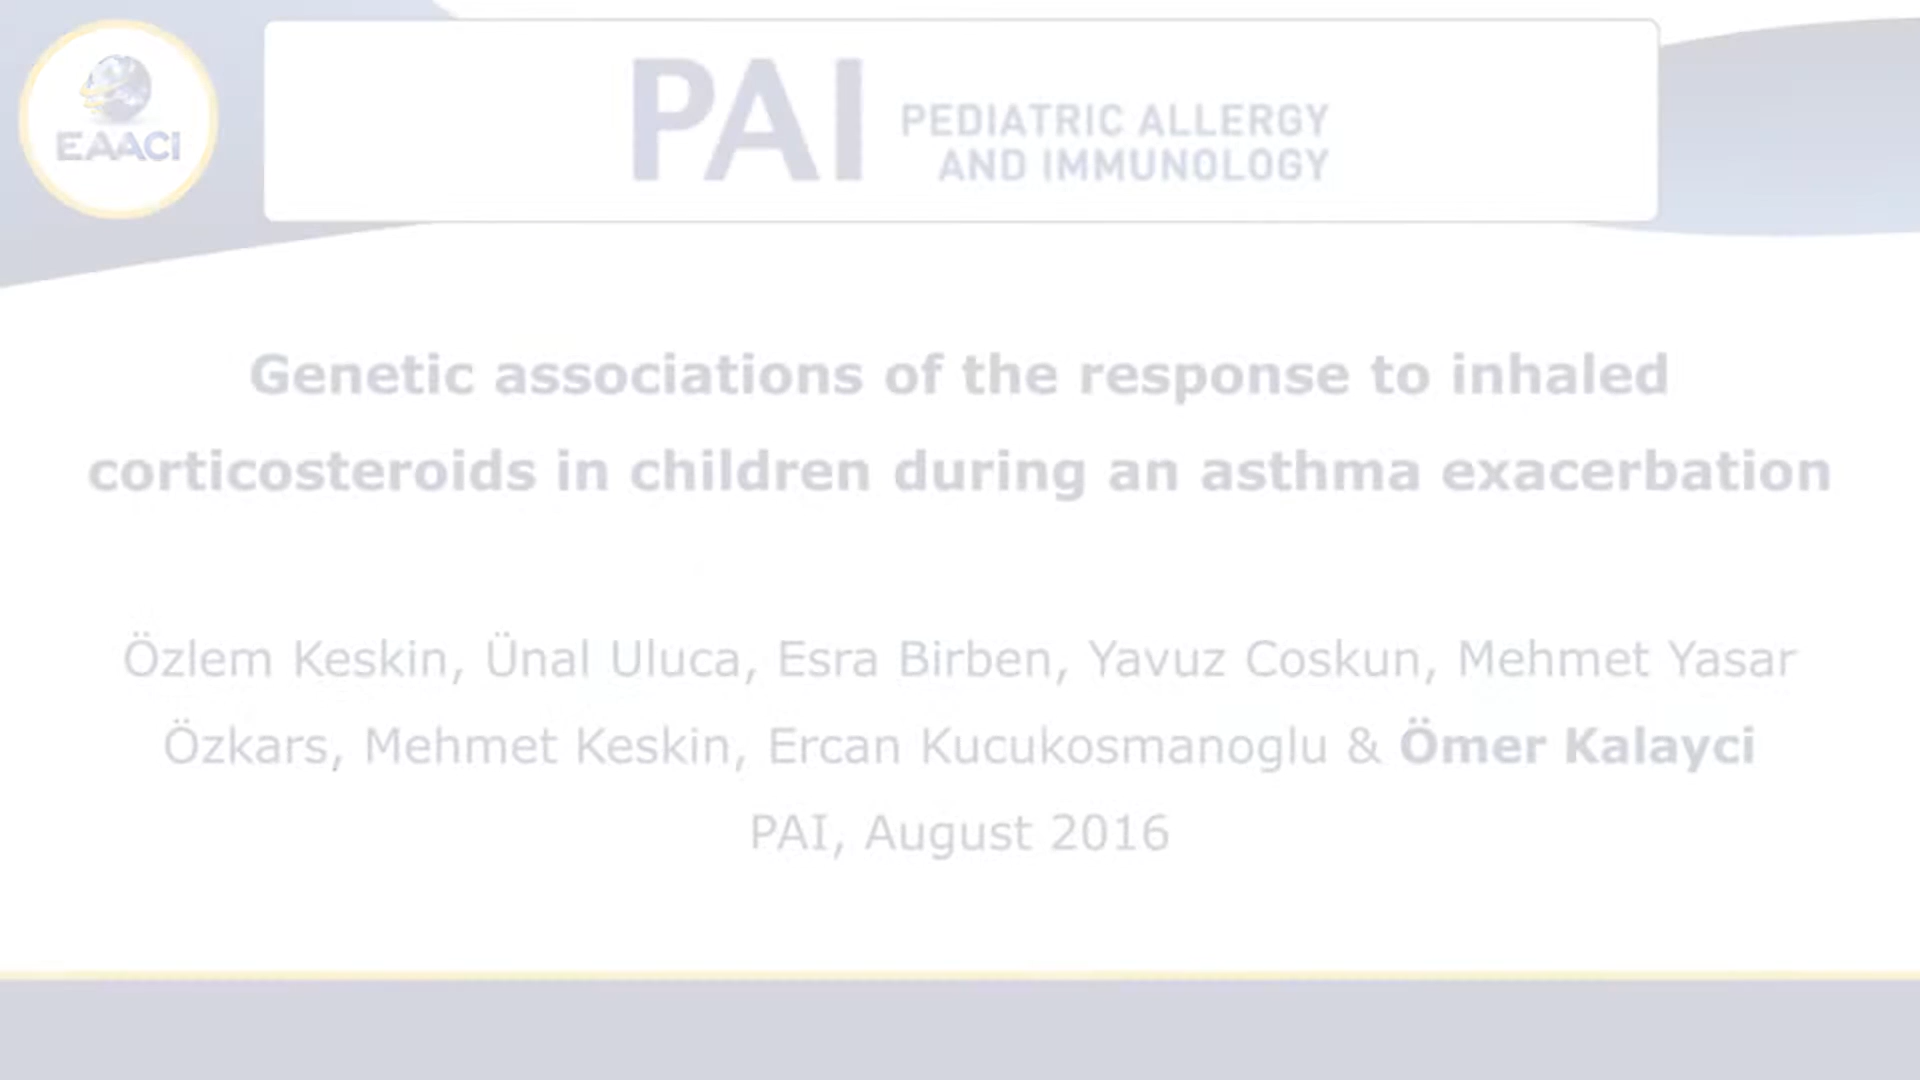 EAACI
PAI
PEDIATRIC ALLERGY
AND IMMUNOLOGY
Genetic associations of the response to inhaled
corticosteroids in children during an asthma exacerbation
Özlem Keskin, Ünal Uluca, Esra Birben, Yavuz Coskun, Mehmet Yasar
Özkars, Mehmet Keskin, Ercan Kucukosmanoglu & Ömer Kalayci
PAI, August 2016